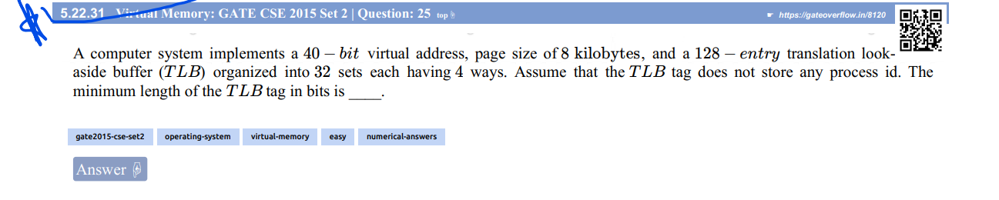 5.22.31 Virtual Memory: GATE CSE 2015 Set 2 | Question: 25 top ☟ ☛ https://gateoverflow.in/8120
A computer system implements a 40 – bit virtual address, page size of 8 kilobytes, and a 128 – entry translation look-
aside buffer (TLB) organized into 32 sets each having 4 ways. Assume that the TLB tag does not store any process id. The
minimum length of the TLB tag in bits is ____.
gate2015-cse-set2 operating-system virtual-memory easy numerical-answers
Answer ☟